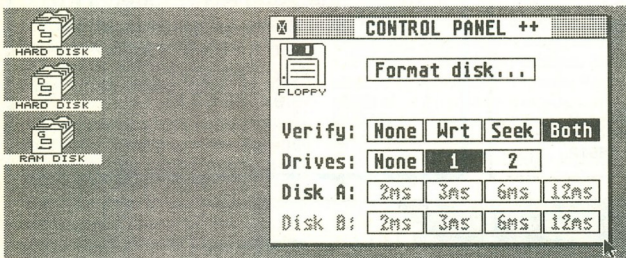 C
HARD DISK
D
HARD DISK
G
RAM DISK
CONTROL PANEL ++
Format disk...
FLOPPY
Verify: None Wrt Seek Both
Drives: None 1 2
Disk A: 2ms 3ms 6ms 12ms
Disk B: 2ms 3ms 6ms 12ms